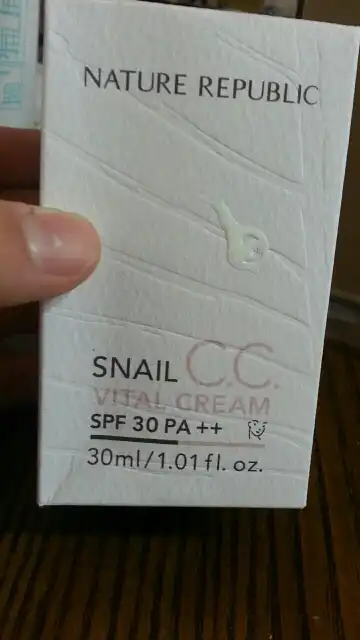 NATURE REPUBLIC
SNAIL C.C.
VITAL CREAM
SPF 30 PA ++
30ml/1.01 fl. oz.